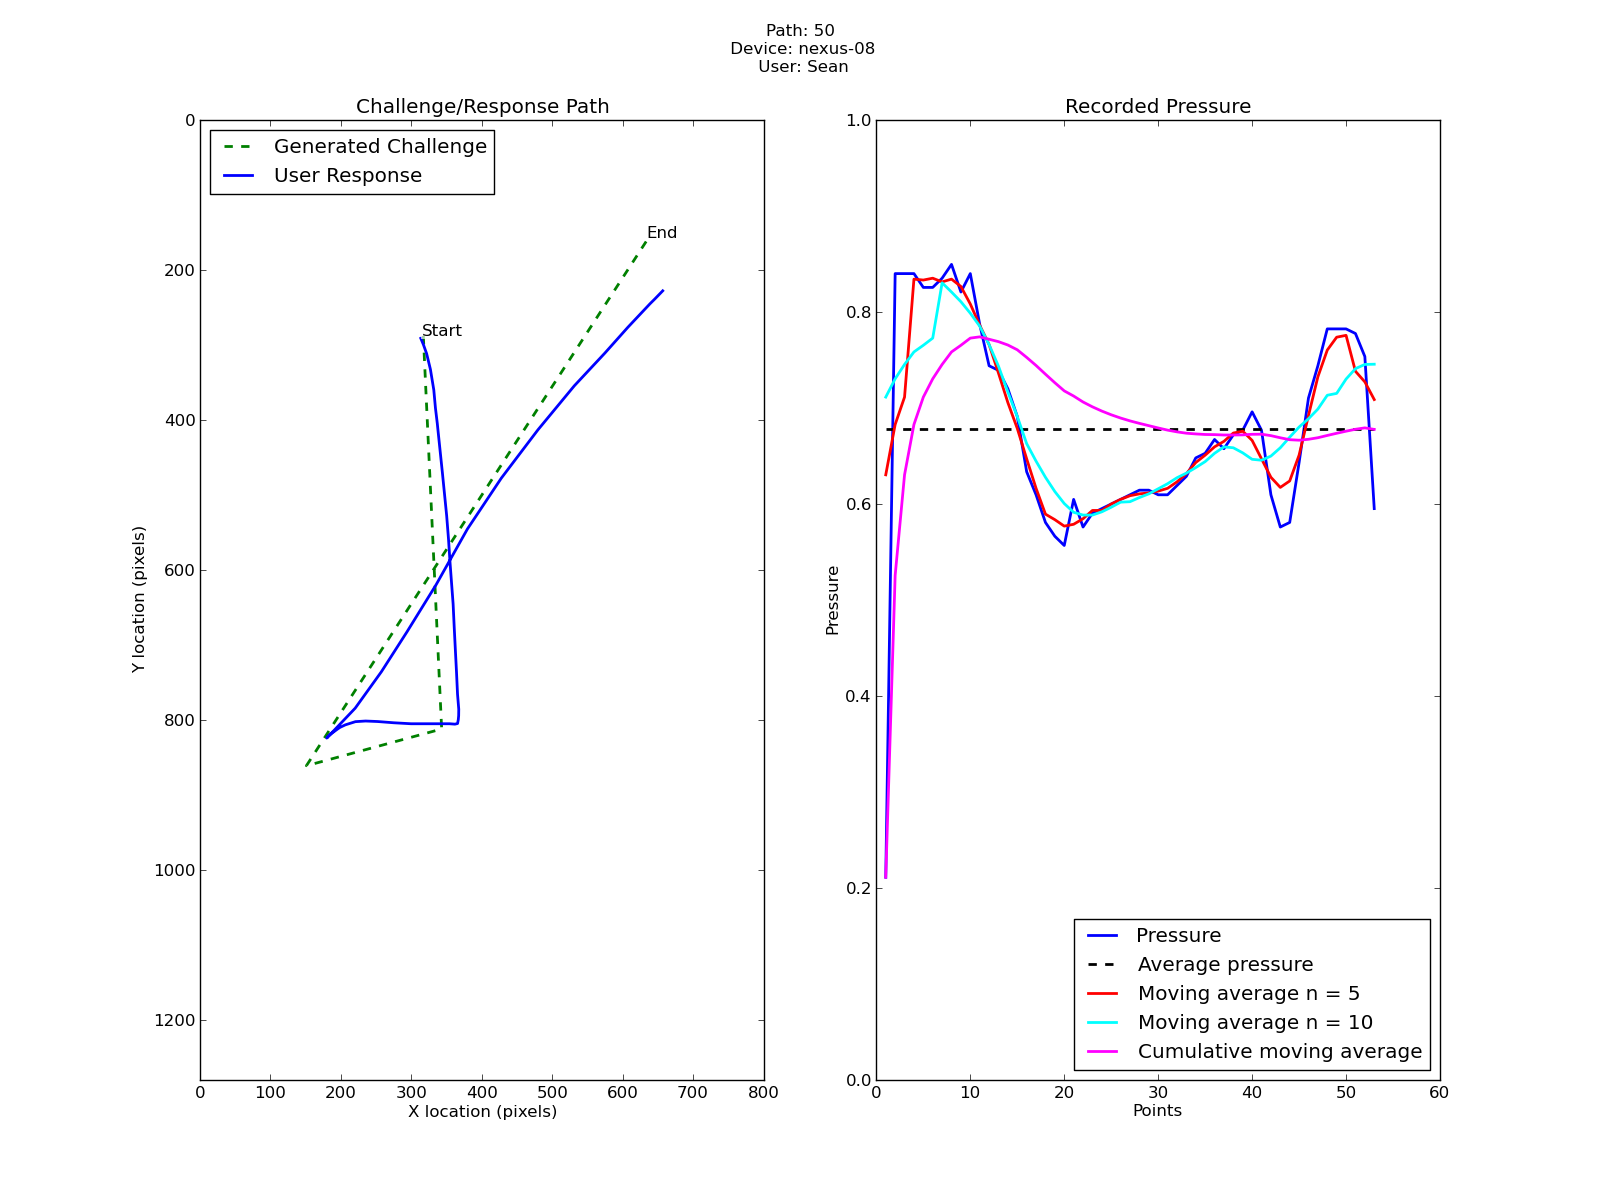 Path: 50
Device: nexus-08
User: Sean
Challenge/Response Path
Generated Challenge
User Response
Start
End
0
200
400
600
800
1000
1200
Y location (pixels)
0 100 200 300 400 500 600 700 800
X location (pixels)
Recorded Pressure
1.0
0.8
0.6
0.4
0.2
0.0
Pressure
Pressure
Average pressure
Moving average n = 5
Moving average n = 10
Cumulative moving average
0 10 20 30 40 50 60
Points